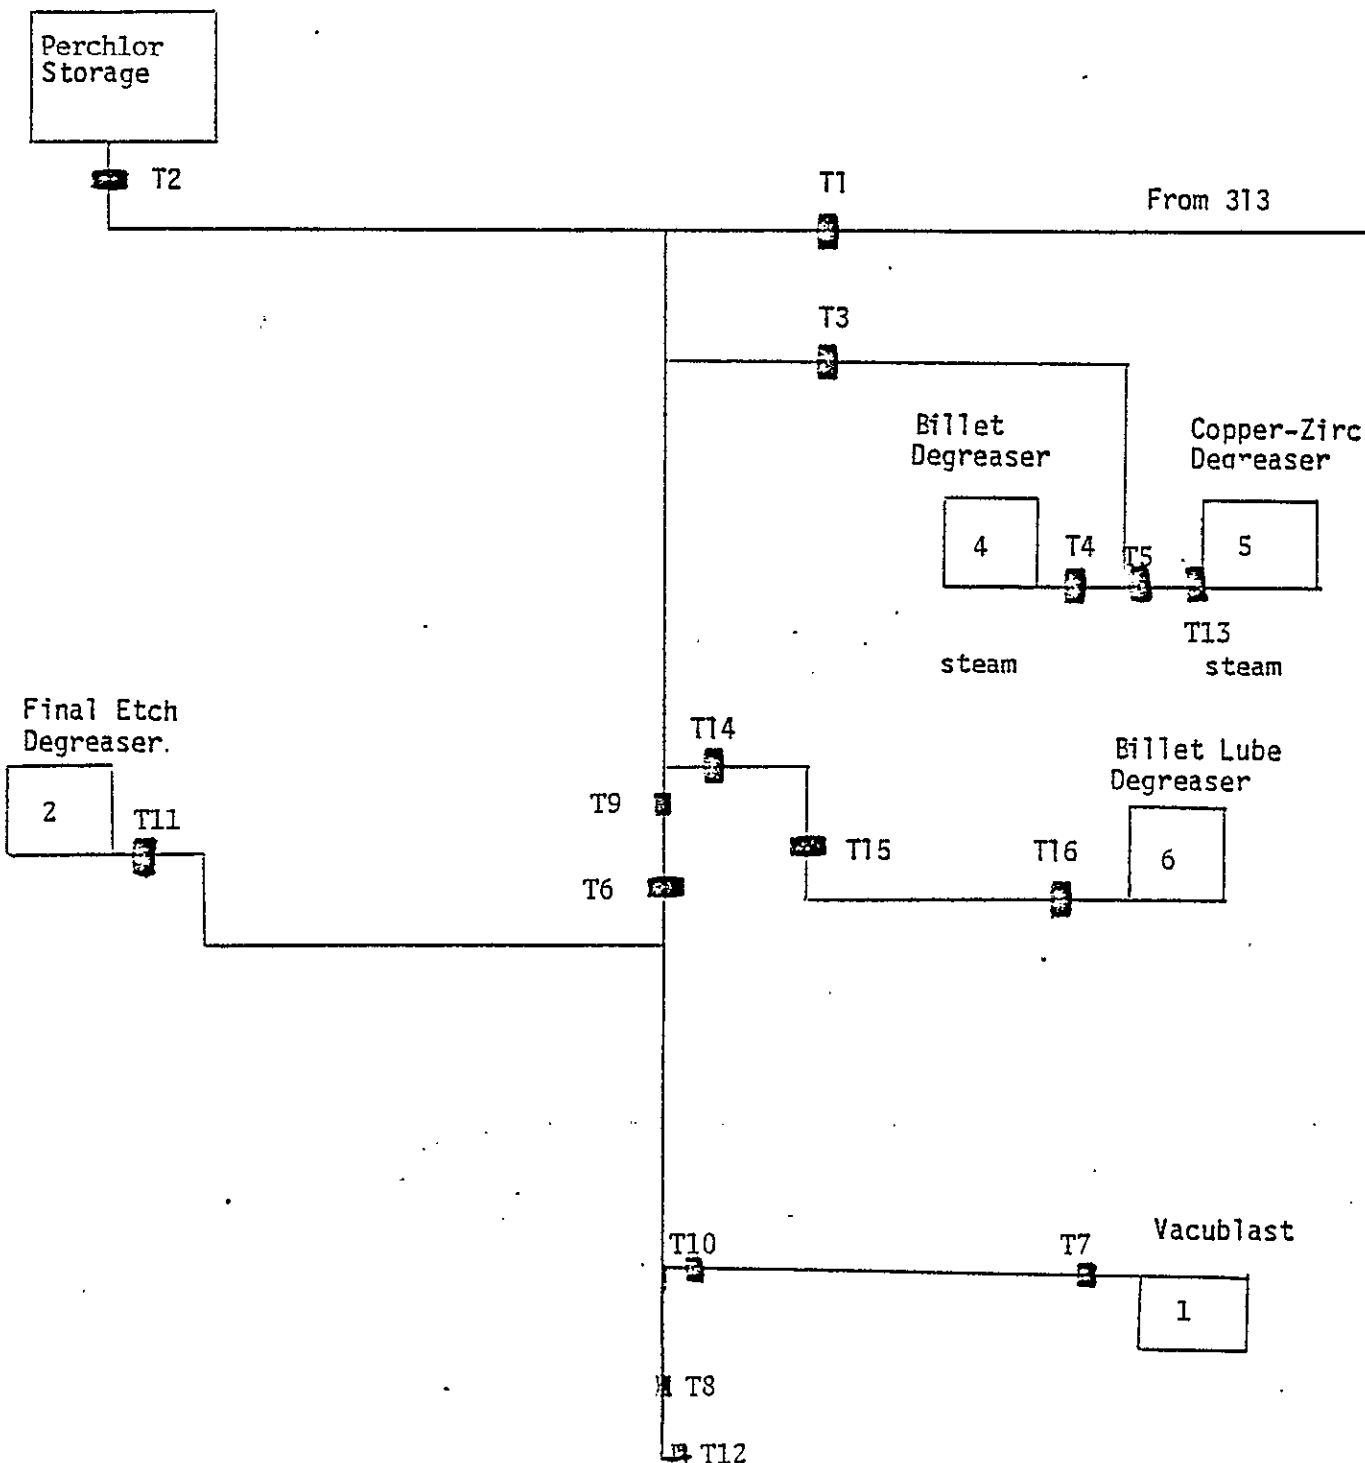 Perchlor
Storage
T2
T1
From 313
T3
Billet
Degreaser
Copper-Zirc
Degreaser
4
T4
T5
5
T13
steam
steam
Final Etch
Degreaser.
2
T11
T14
T9
T6
T15
T16
Billet Lube
Degreaser
6
T10
T7
Vacublast
1
T8
T12